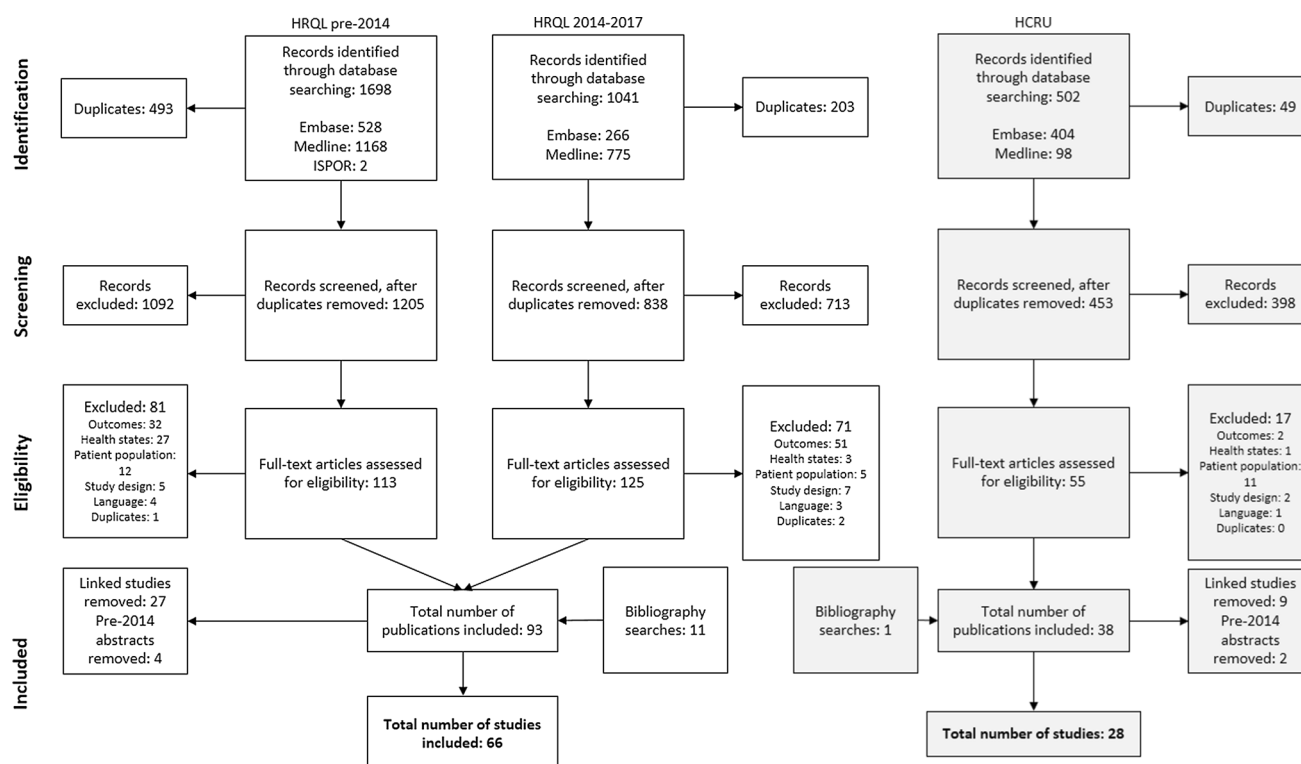 HRQL pre-2014
HRQL 2014-2017
HCRU
Identification
Duplicates: 493
Records identified
through database
searching: 1698
Embase: 528
Medline: 1168
ISPOR: 2
Records identified
through database
searching: 1041
Embase: 266
Medline: 775
Duplicates: 203
Records identified
through database
searching: 502
Embase: 404
Medline: 98
Duplicates: 49
Screening
Records
excluded: 1092
Records screened, after
duplicates removed: 1205
Records screened, after
duplicates removed: 838
Records
excluded: 713
Records screened, after
duplicates removed: 453
Records
excluded: 398
Eligibility
Excluded: 81
Outcomes: 32
Health states: 27
Patient population:
12
Study design: 5
Language: 4
Duplicates: 1
Full-text articles assessed
for eligibility: 113
Full-text articles assessed
for eligibility: 125
Excluded: 71
Outcomes: 51
Health states: 3
Patient population: 5
Study design: 7
Language: 3
Duplicates: 2
Full-text articles assessed
for eligibility: 55
Excluded: 17
Outcomes: 2
Health states: 1
Patient population:
11
Study design: 2
Language: 1
Duplicates: 0
Included
Linked studies
removed: 27
Pre-2014
abstracts
removed: 4
Total number of
publications included: 93
Bibliography
searches: 11
Bibliography
searches: 1
Total number of
publications included: 38
Linked studies
removed: 9
Pre-2014
abstracts
removed: 2
Total number of studies
included: 66
Total number of studies: 28